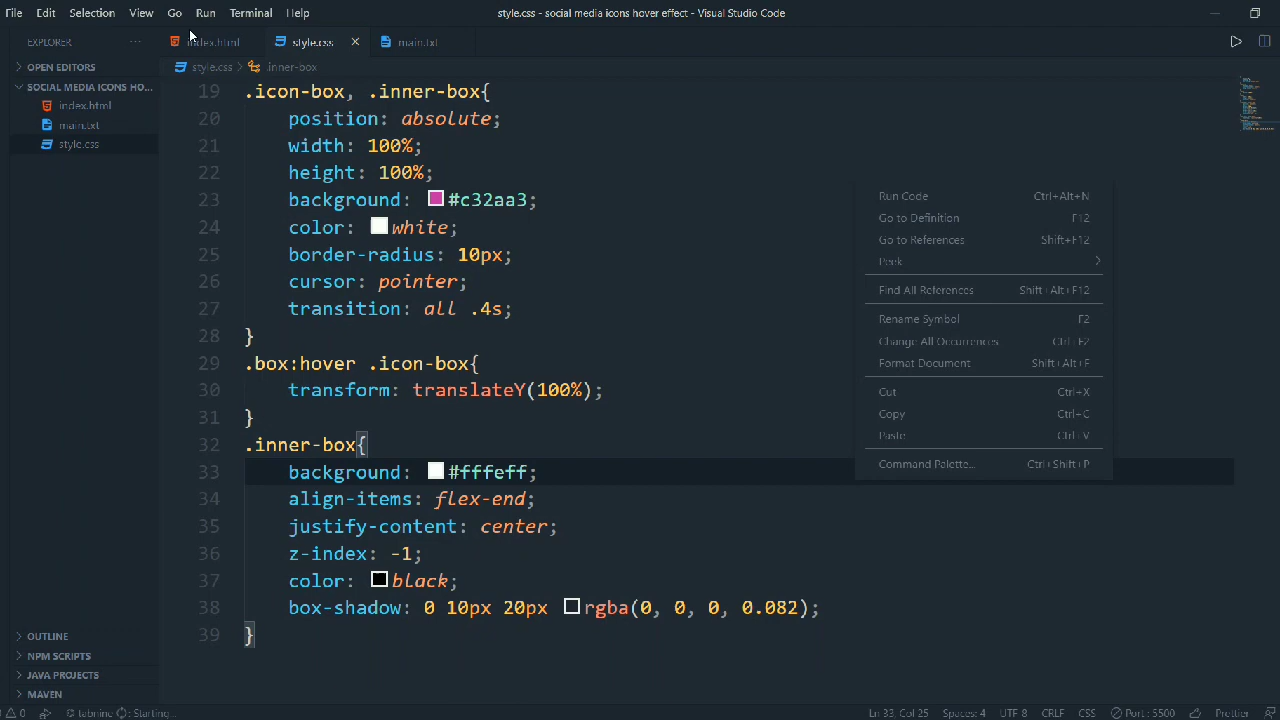 File Edit Selection View Go Run Terminal Help
style.css - social media icons hover effect - Visual Studio Code
EXPLORER ...
index.html
style.css
main.txt
OPEN EDITORS
style.css > .inner-box
SOCIAL MEDIA ICONS HO...
index.html
main.txt
style.css
19 .icon-box, .inner-box{
20 position: absolute;
21 width: 100%;
22 height: 100%;
23 background: #c32aa3;
24 color: white;
25 border-radius: 10px;
26 cursor: pointer;
27 transition: all .4s;
28 }
29 .box:hover .icon-box{
30 transform: translateY(100%);
31 }
32 .inner-box{
33 background: #fffeff;
34 align-items: flex-end;
35 justify-content: center;
36 z-index: -1;
37 color: black;
38 box-shadow: 0 10px 20px rgba(0, 0, 0, 0.082);
39 }
Run Code Ctrl+Alt+N
Go to Definition F12
Go to References Shift+F12
Peek
Find All References Shift+Alt+F12
Rename Symbol F2
Change All Occurrences Ctrl+F2
Format Document Shift+Alt+F
Cut Ctrl+X
Copy Ctrl+C
Paste Ctrl+V
Command Palette... Ctrl+Shift+P
OUTLINE
NPM SCRIPTS
JAVA PROJECTS
MAVEN
0 tabnine Starting... Ln 33, Col 25 Spaces: 4 UTF-8 CRLF CSS Port : 5500 Prettier